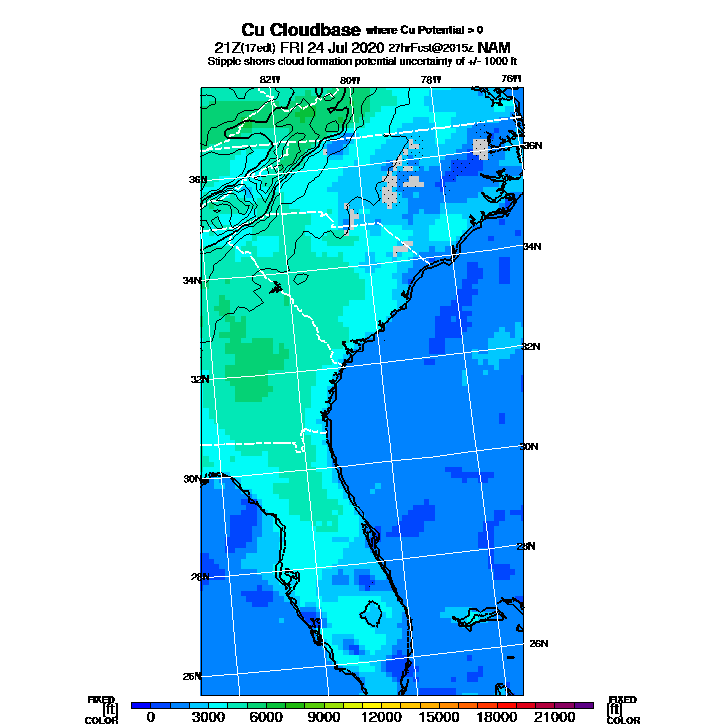 Cu Cloudbase where Cu Potential > 0
21Z(17edt) FRI 24 Jul 2020 27hrFcst@2015z NAM
Stipple shows cloud formation potential uncertainty of +/- 1000 ft
82W 80W 78W 76W
36N 36N
34N 34N
32N 32N
30N 30N
28N 28N
26N 26N
FIXED FIXED
[ft] [ft]
COLOR COLOR
0 3000 6000 9000 12000 15000 18000 21000